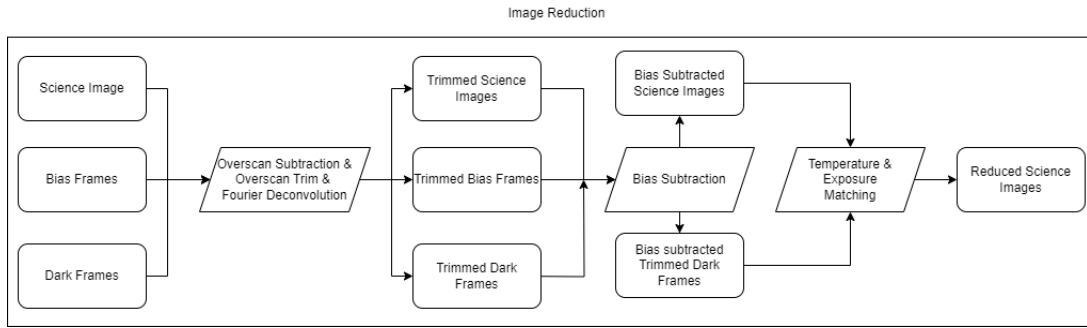 Image Reduction
Science Image
Bias Frames
Dark Frames
Overscan Subtraction &
Overscan Trim &
Fourier Deconvolution
Trimmed Science
Images
Trimmed Bias Frames
Trimmed Dark
Frames
Bias Subtracted
Science Images
Bias Subtraction
Bias subtracted
Trimmed Dark
Frames
Temperature &
Exposure
Matching
Reduced Science
Images